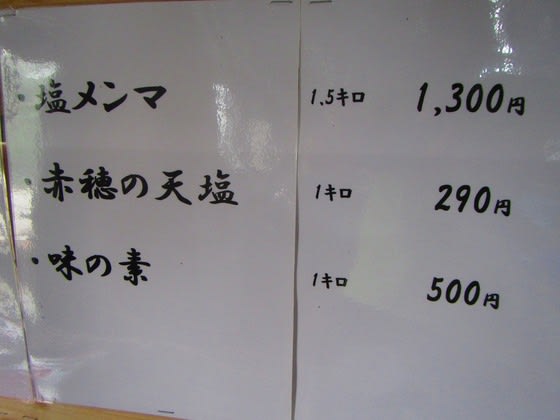 ・塩メンマ 1.5キロ 1,300円
・赤穂の天塩 1キロ 290円
・味の素 1キロ 500円